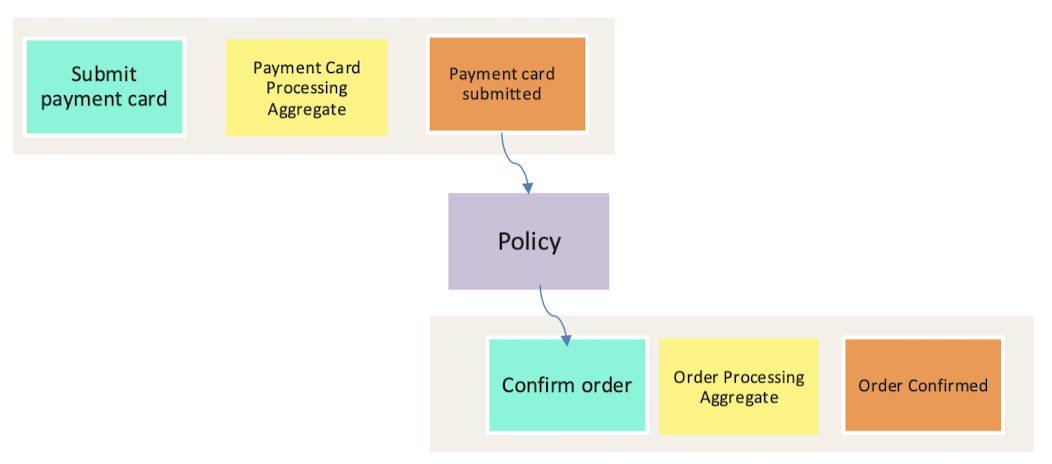 Submit
payment card
Payment Card
Processing
Aggregate
Payment card
submitted
Policy
Confirm order
Order Processing
Aggregate
Order Confirmed